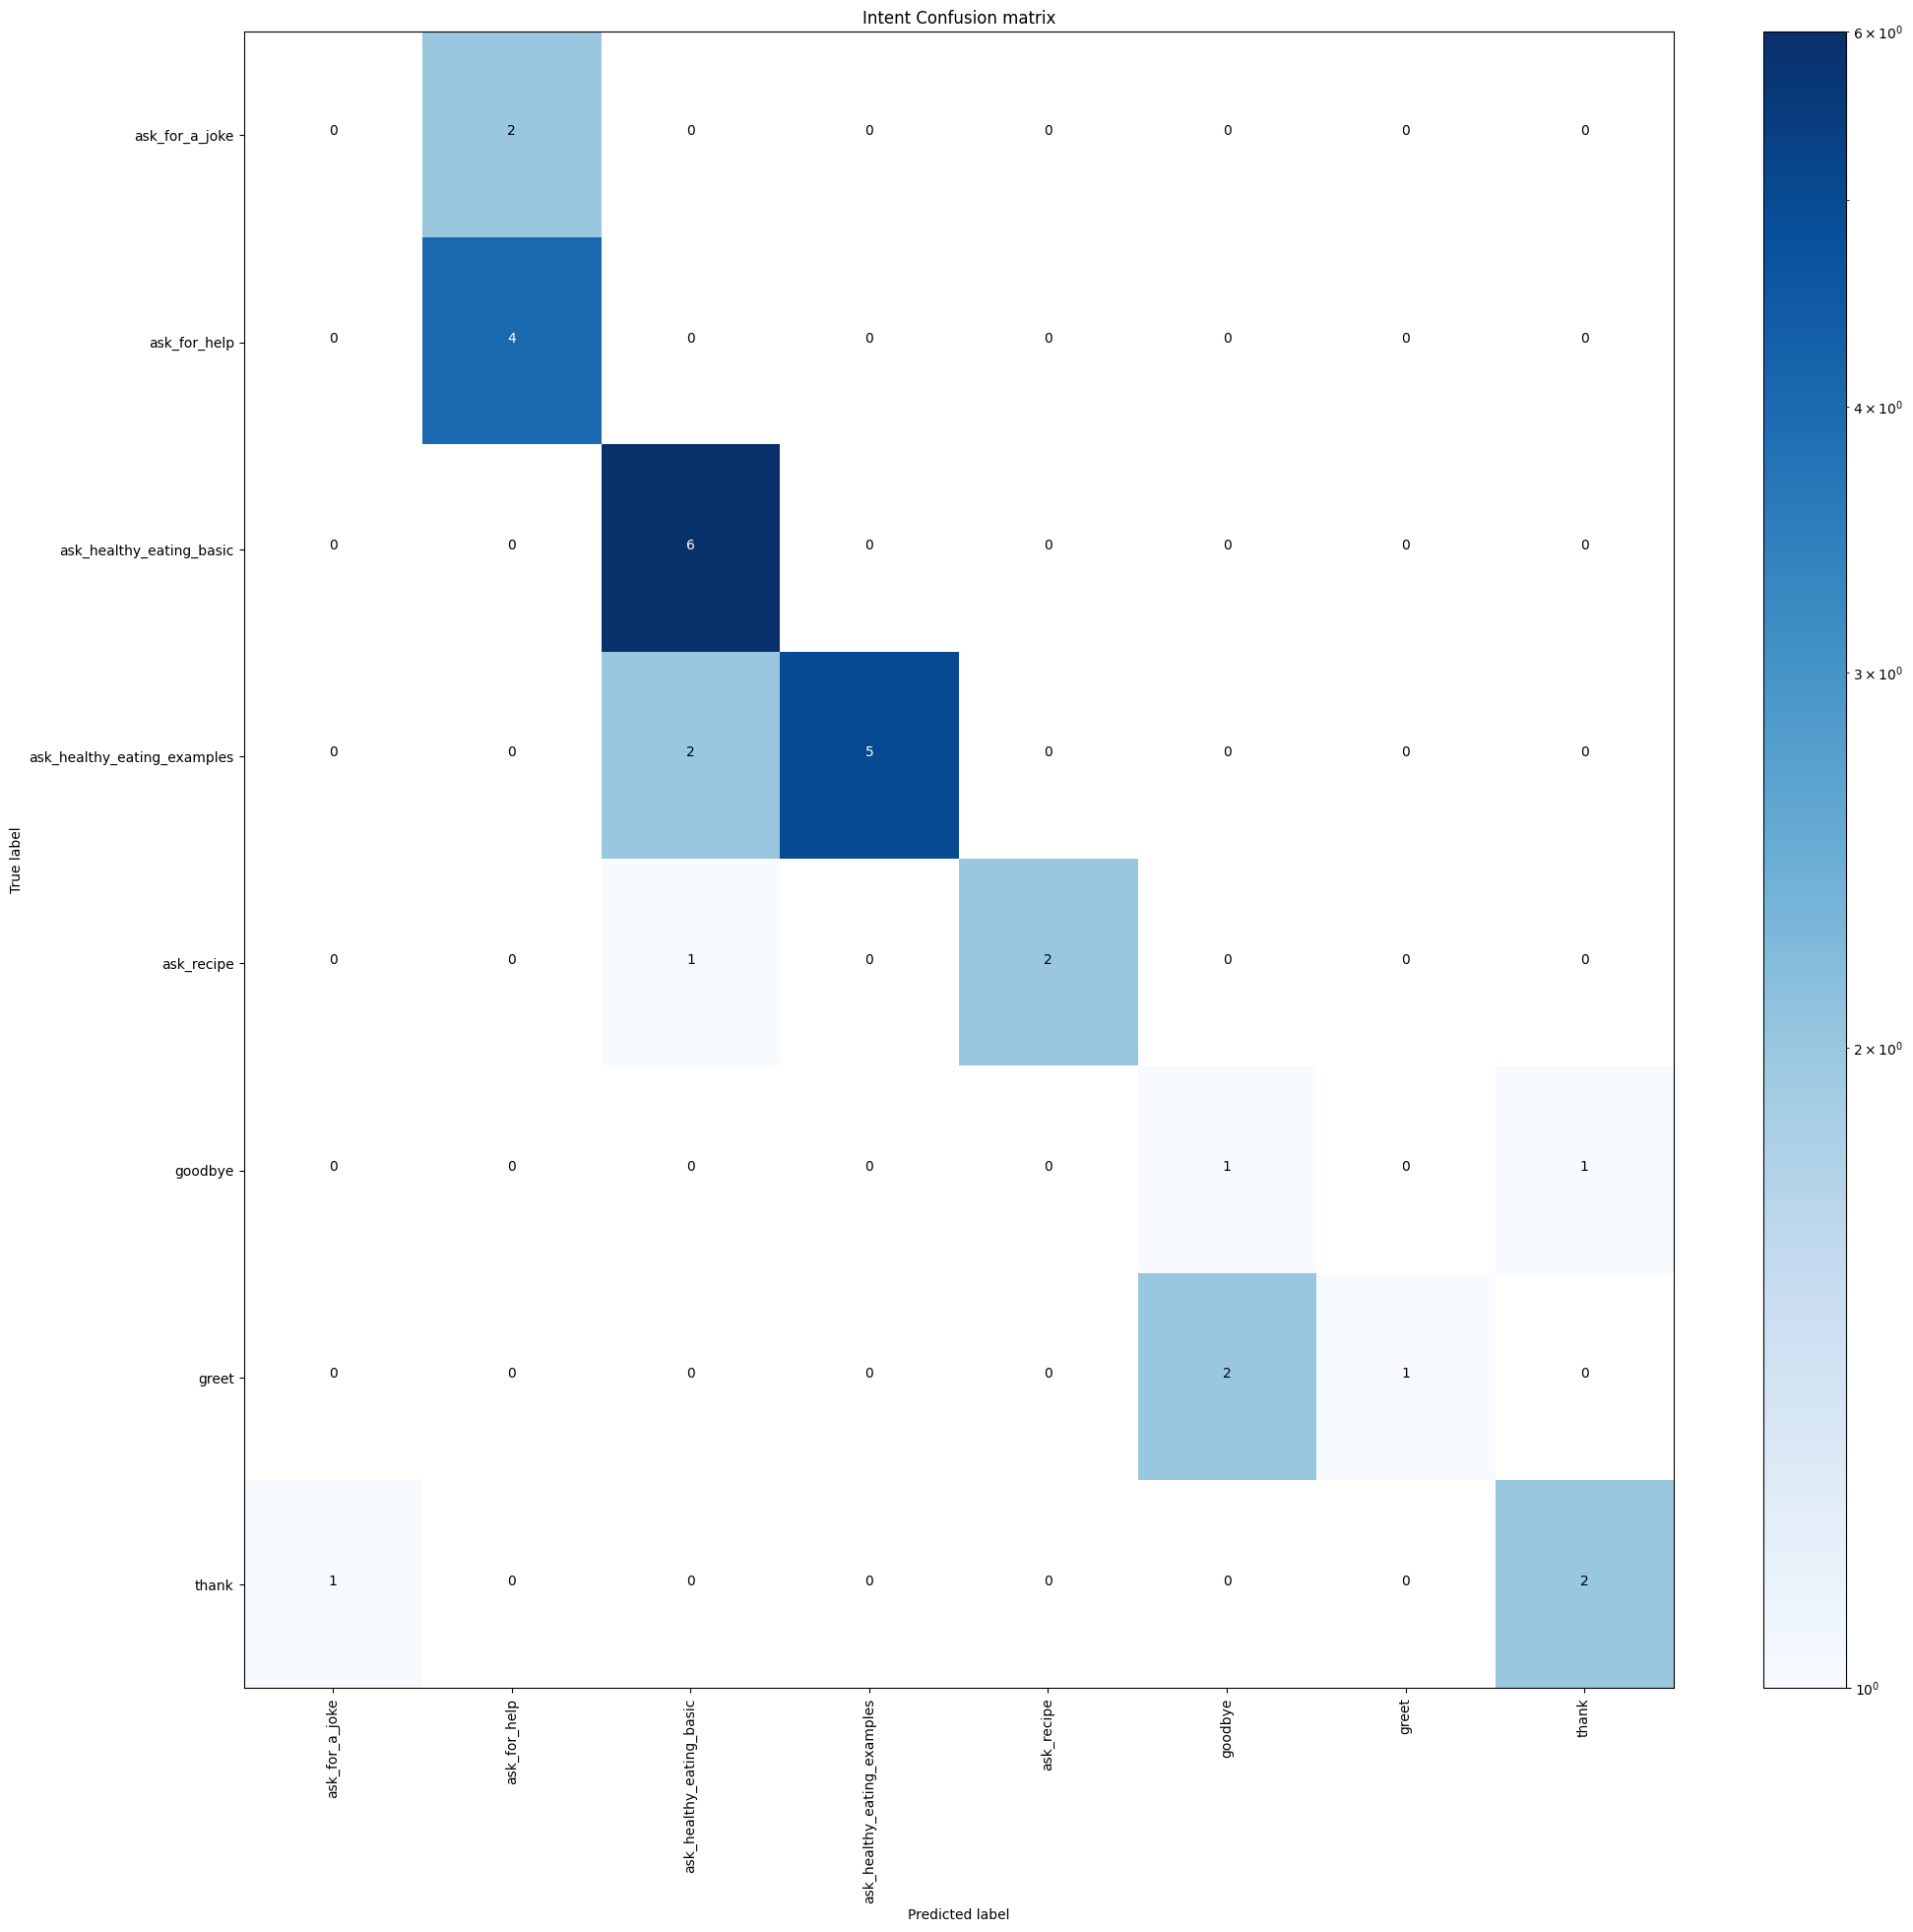 Intent Confusion matrix
True label
ask_for_a_joke 0 2 0 0 0 0 0 0
ask_for_help 0 4 0 0 0 0 0 0
ask_healthy_eating_basic 0 0 6 0 0 0 0 0
ask_healthy_eating_examples 0 0 2 5 0 0 0 0
ask_recipe 0 0 1 0 2 0 0 0
goodbye 0 0 0 0 0 1 0 1
greet 0 0 0 0 0 2 1 0
thank 1 0 0 0 0 0 0 2
ask_for_a_joke
ask_for_help
ask_healthy_eating_basic
ask_healthy_eating_examples
ask_recipe
goodbye
greet
thank
Predicted label
6 × 10⁰
4 × 10⁰
3 × 10⁰
2 × 10⁰
10⁰